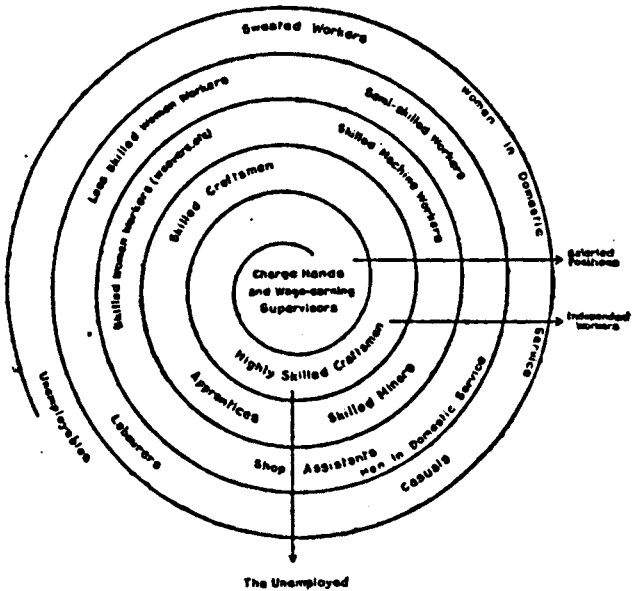 Sweated Workers
Women in Domestic Service
Less Skilled Women Workers
Semi-skilled Workers
Skilled Women Workers (weavers, etc)
Skilled Machine Workers
Skilled Craftsmen
Salaried Positions
Charge Hands
and Wage-earning
Supervisors
Independent
Workers
Highly Skilled Craftsmen
Apprentices
Skilled Miners
Unemployables
Labourers
Shop Assistants
Men in Domestic Service
Casuals
The Unemployed